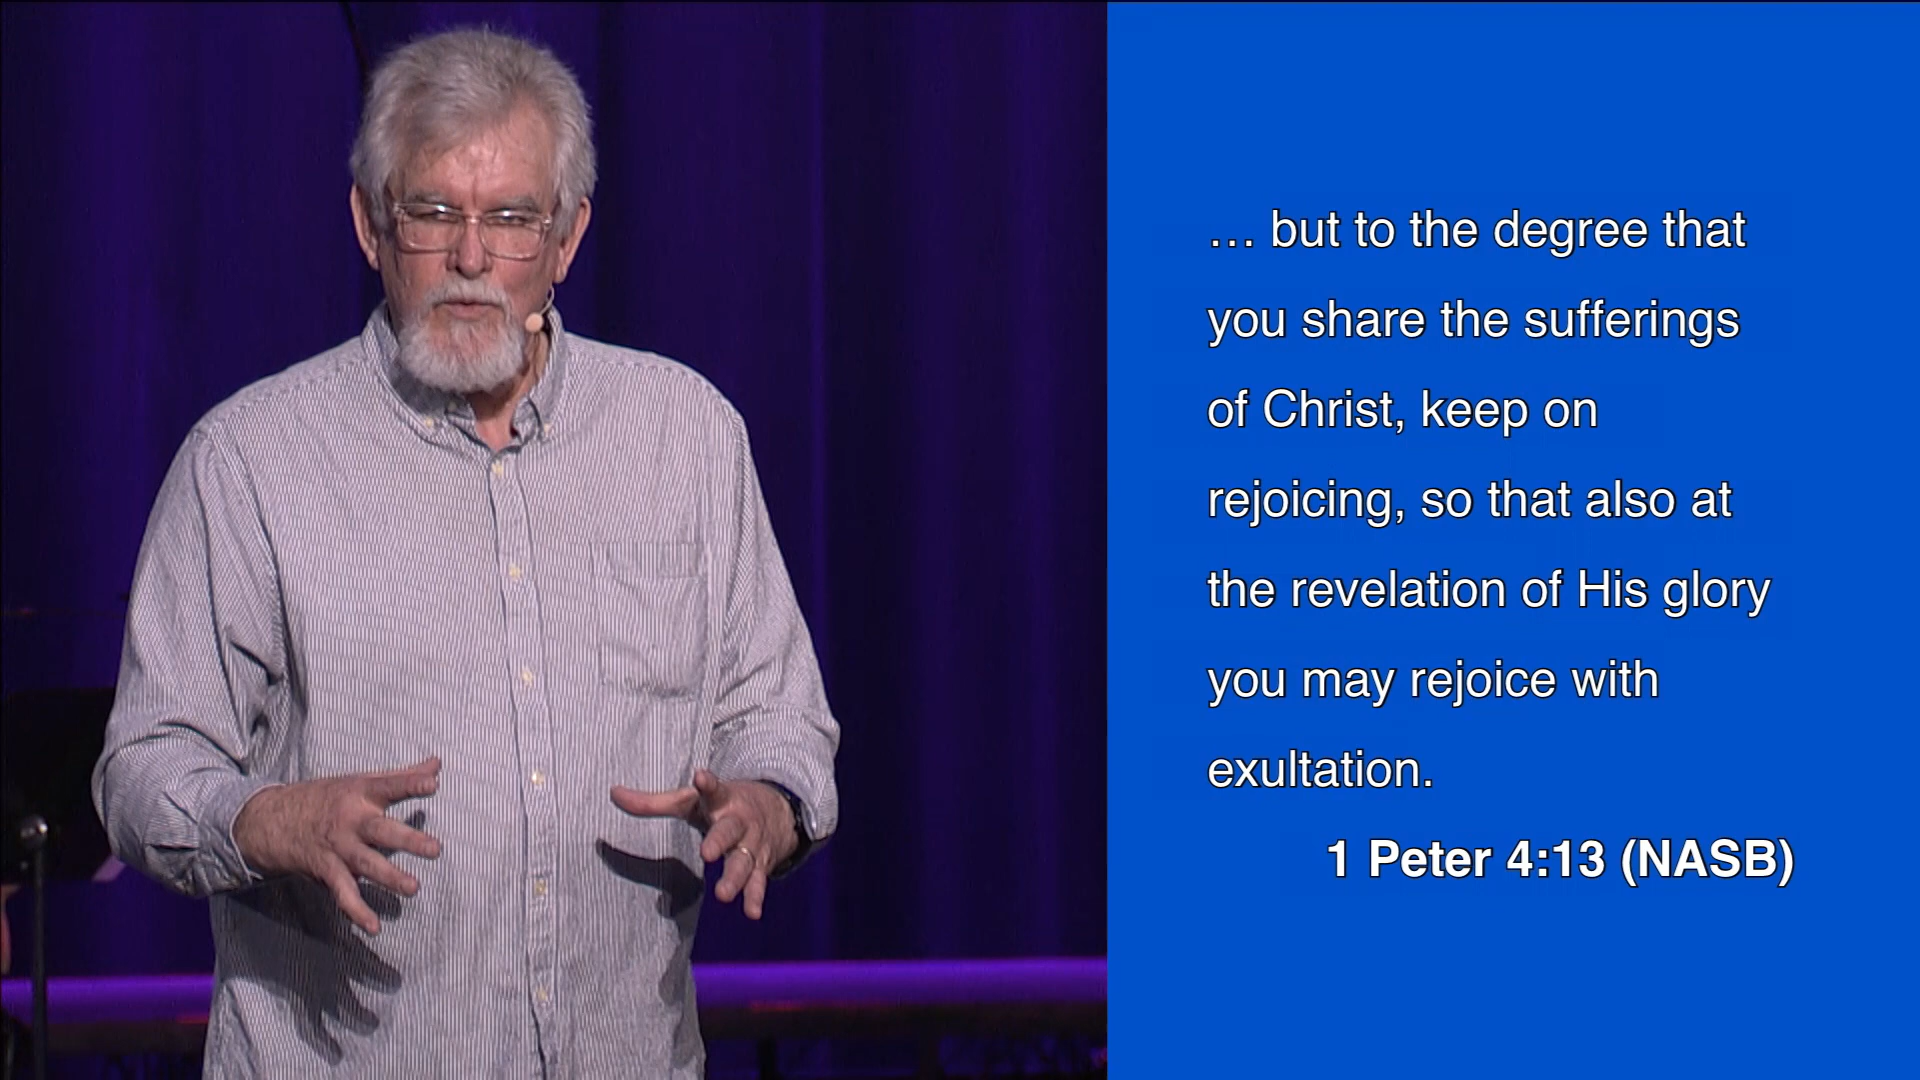 … but to the degree that
you share the sufferings
of Christ, keep on
rejoicing, so that also at
the revelation of His glory
you may rejoice with
exultation.
1 Peter 4:13 (NASB)